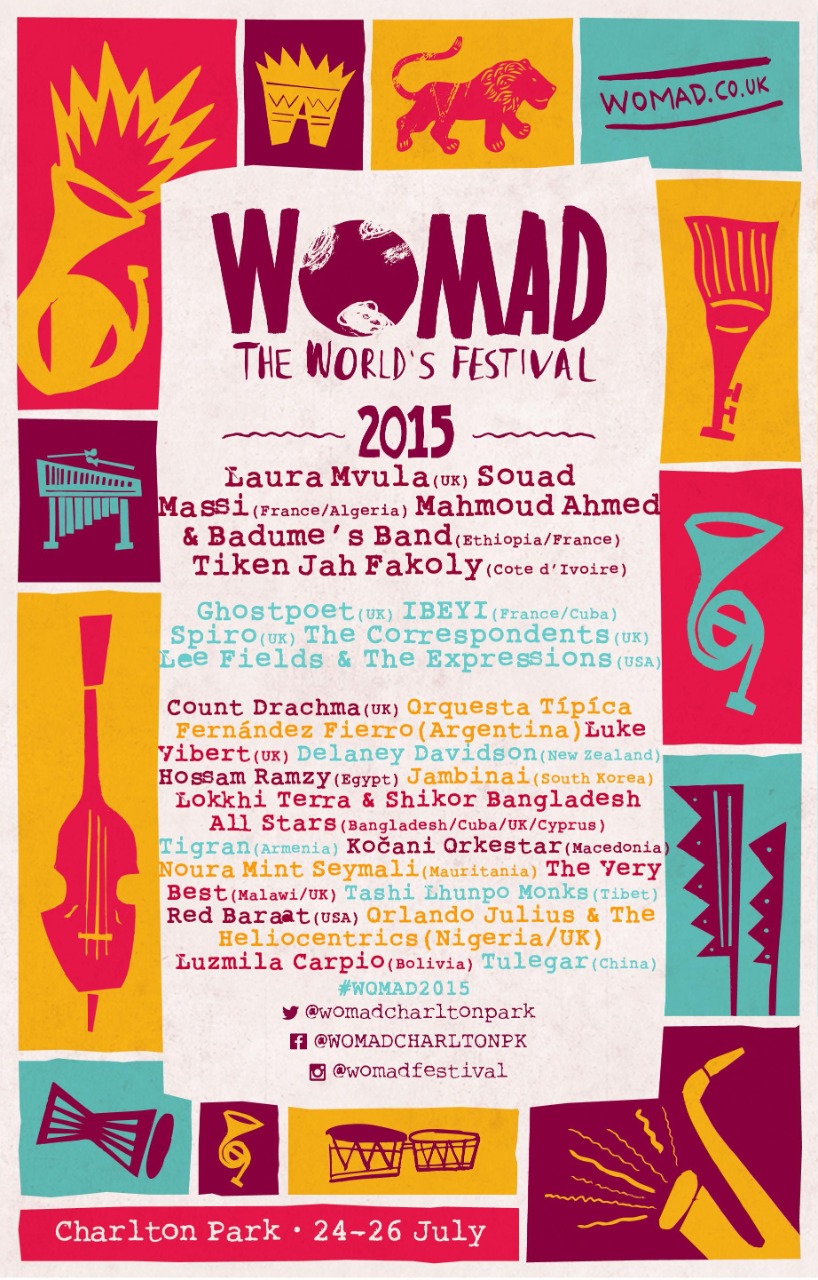 WOMAD.CO.UK
WOMAD
THE WORLD'S FESTIVAL
2015
Laura Mvula(UK) Souad
Massi(France/Algeria) Mahmoud Ahmed
& Badume's Band(Ethiopia/France)
Tiken Jah Fakoly(Cote d'Ivoire)
Ghostpoet(UK) IBEYI(France/Cuba)
Spiro(UK) The Correspondents(UK)
Lee Fields & The Expressions(USA)
Count Drachma(UK) Orquesta Típíca
Fernández Fierro(Argentina)Luke
Vibert(UK) Delaney Davidson(New Zealand)
Hossam Ramzy(Egypt) Jambinai(South Korea)
Lokkhi Terra & Shikor Bangladesh
All Stars(Bangladesh/Cuba/UK/Cyprus)
Tigran(Armenia) Kočani Orkestar(Macedonia)
Noura Mint Seymali(Mauritania) The Very
Best(Malawi/UK) Tashi Lhunpo Monks(Tibet)
Red Baraat(USA) Orlando Julius & The
Heliocentrics(Nigeria/UK)
Luzmila Carpio(Bolivia) Tulegar(China)
#WOMAD2015
@womadcharltonpark
@WOMADCHARLTONPK
@womadfestival
Charlton Park · 24-26 July